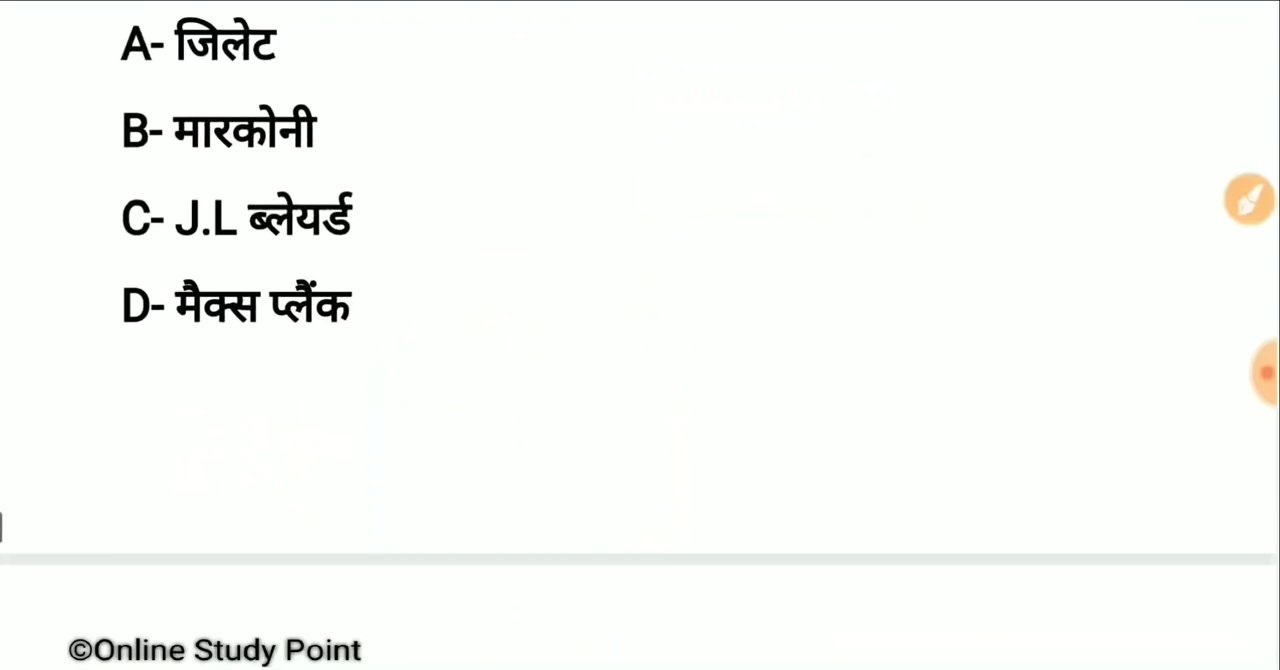 A- जिलेट
B- मारकोनी
C- J.L ब्लेयर्ड
D- मैक्स प्लैंक
©Online Study Point